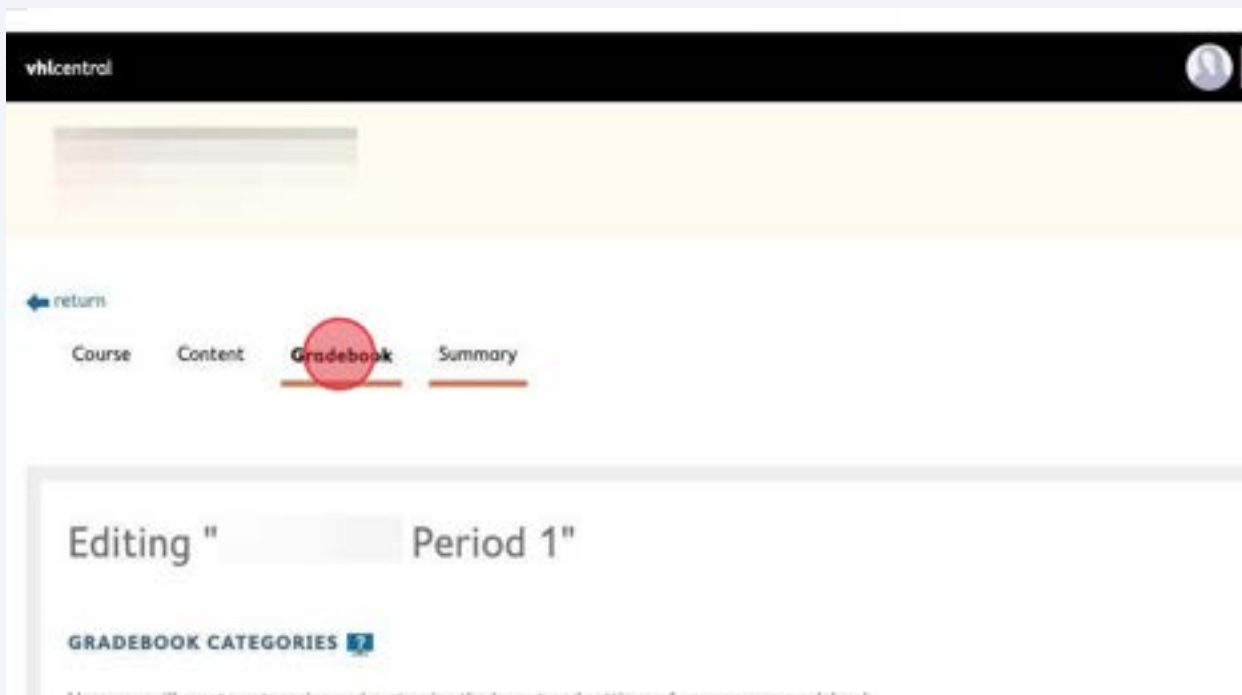 vhlcentral
return
Course Content Gradebook Summary
Editing " Period 1"
GRADEBOOK CATEGORIES ?